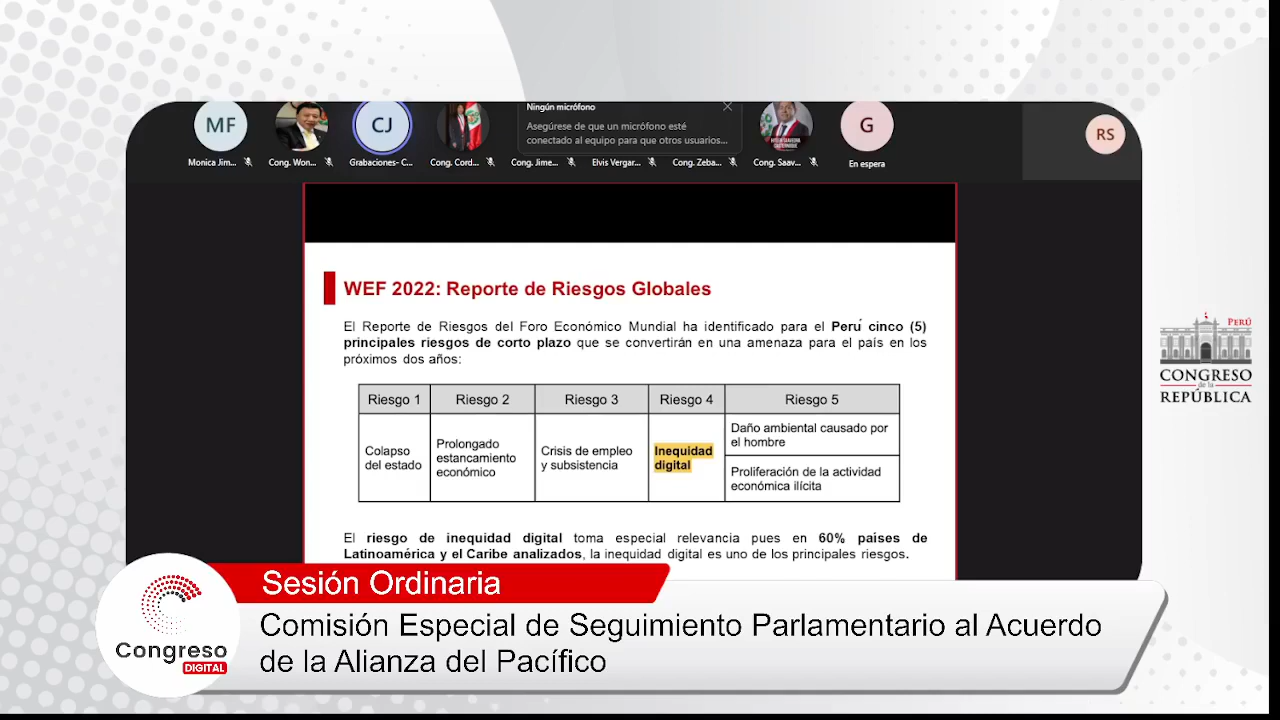 MF
CJ
G
RS
Ningún micrófono
Asegúrese de que un micrófono esté
conectado al equipo para que otros usuarios...
Monica Jim...
Cong. Won...
Grabaciones- C...
Cong. Cord...
Cong. Jime...
Elvis Vergar...
Cong. Zeba...
Cong. Saav...
En espera
WEF 2022: Reporte de Riesgos Globales
El Reporte de Riesgos del Foro Económico Mundial ha identificado para el Perú cinco (5)
principales riesgos de corto plazo que se convertirán en una amenaza para el país en los
próximos dos años:
Riesgo 1
Riesgo 2
Riesgo 3
Riesgo 4
Riesgo 5
Colapso
del estado
Prolongado
estancamiento
económico
Crisis de empleo
y subsistencia
Inequidad
digital
Daño ambiental causado por
el hombre
Proliferación de la actividad
económica ilícita
El riesgo de inequidad digital toma especial relevancia pues en 60% paises de
Latinoamérica y el Caribe analizados, la inequidad digital es uno de los principales riesgos.
PERÚ
CONGRESO
de la
REPÚBLICA
Sesión Ordinaria
Comisión Especial de Seguimiento Parlamentario al Acuerdo
de la Alianza del Pacífico
Congreso
DIGITAL